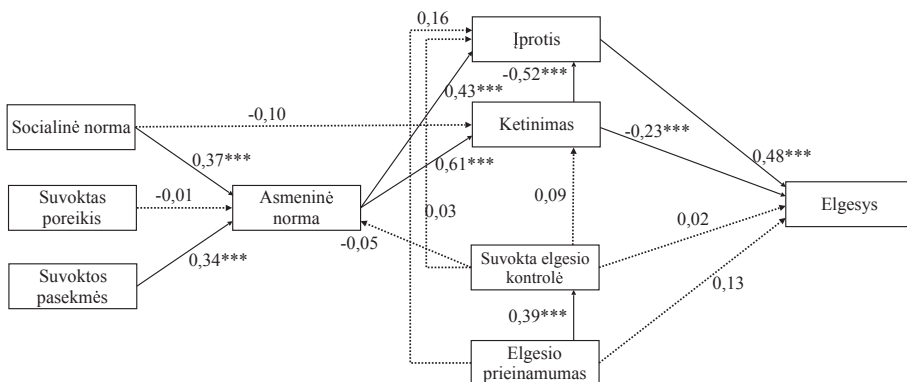 0,16
Įprotis
-0,52***
0,43***
Socialinė norma
-0,10
Ketinimas
-0,23***
0,37***
0,61***
0,48***
Suvoktas
poreikis
-0,01
Asmeninė
norma
0,03
0,09
Elgesys
-0,05
0,02
Suvoktos
pasekmės
0,34***
Suvokta elgesio
kontrolė
0,13
0,39***
Elgesio
prieinamumas